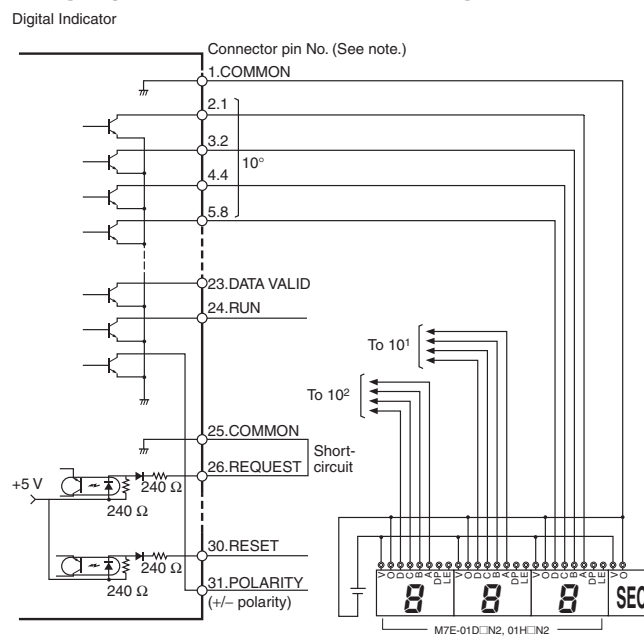 Digital Indicator
Connector pin No. (See note.)
1.COMMON
2.1
3.2
10°
4.4
5.8
23.DATA VALID
24.RUN
To 10¹
To 10²
25.COMMON
Short-
circuit
26.REQUEST
+5 V
240 Ω
240 Ω
30.RESET
240 Ω
31.POLARITY
240 Ω
(+/− polarity)
V O D C B A DP LE V O D C B A DP LE V O D C B A DP LE V O
8 8 8 SEC
M7E-01D□N2, 01H□N2